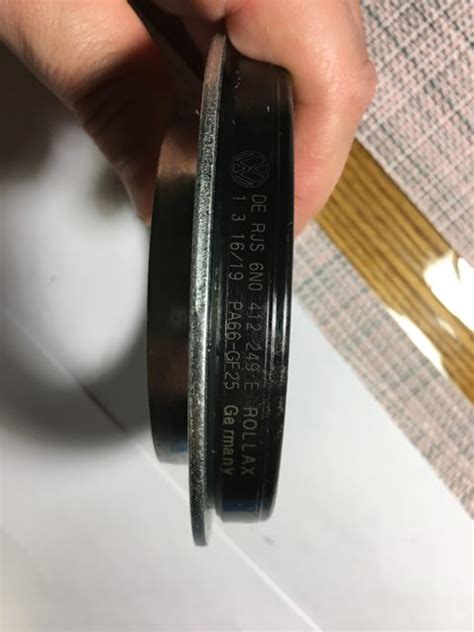 DE RJS 6N0 412 249 E ROLLAX
1 3 16/19 PA66-GF25 Germany